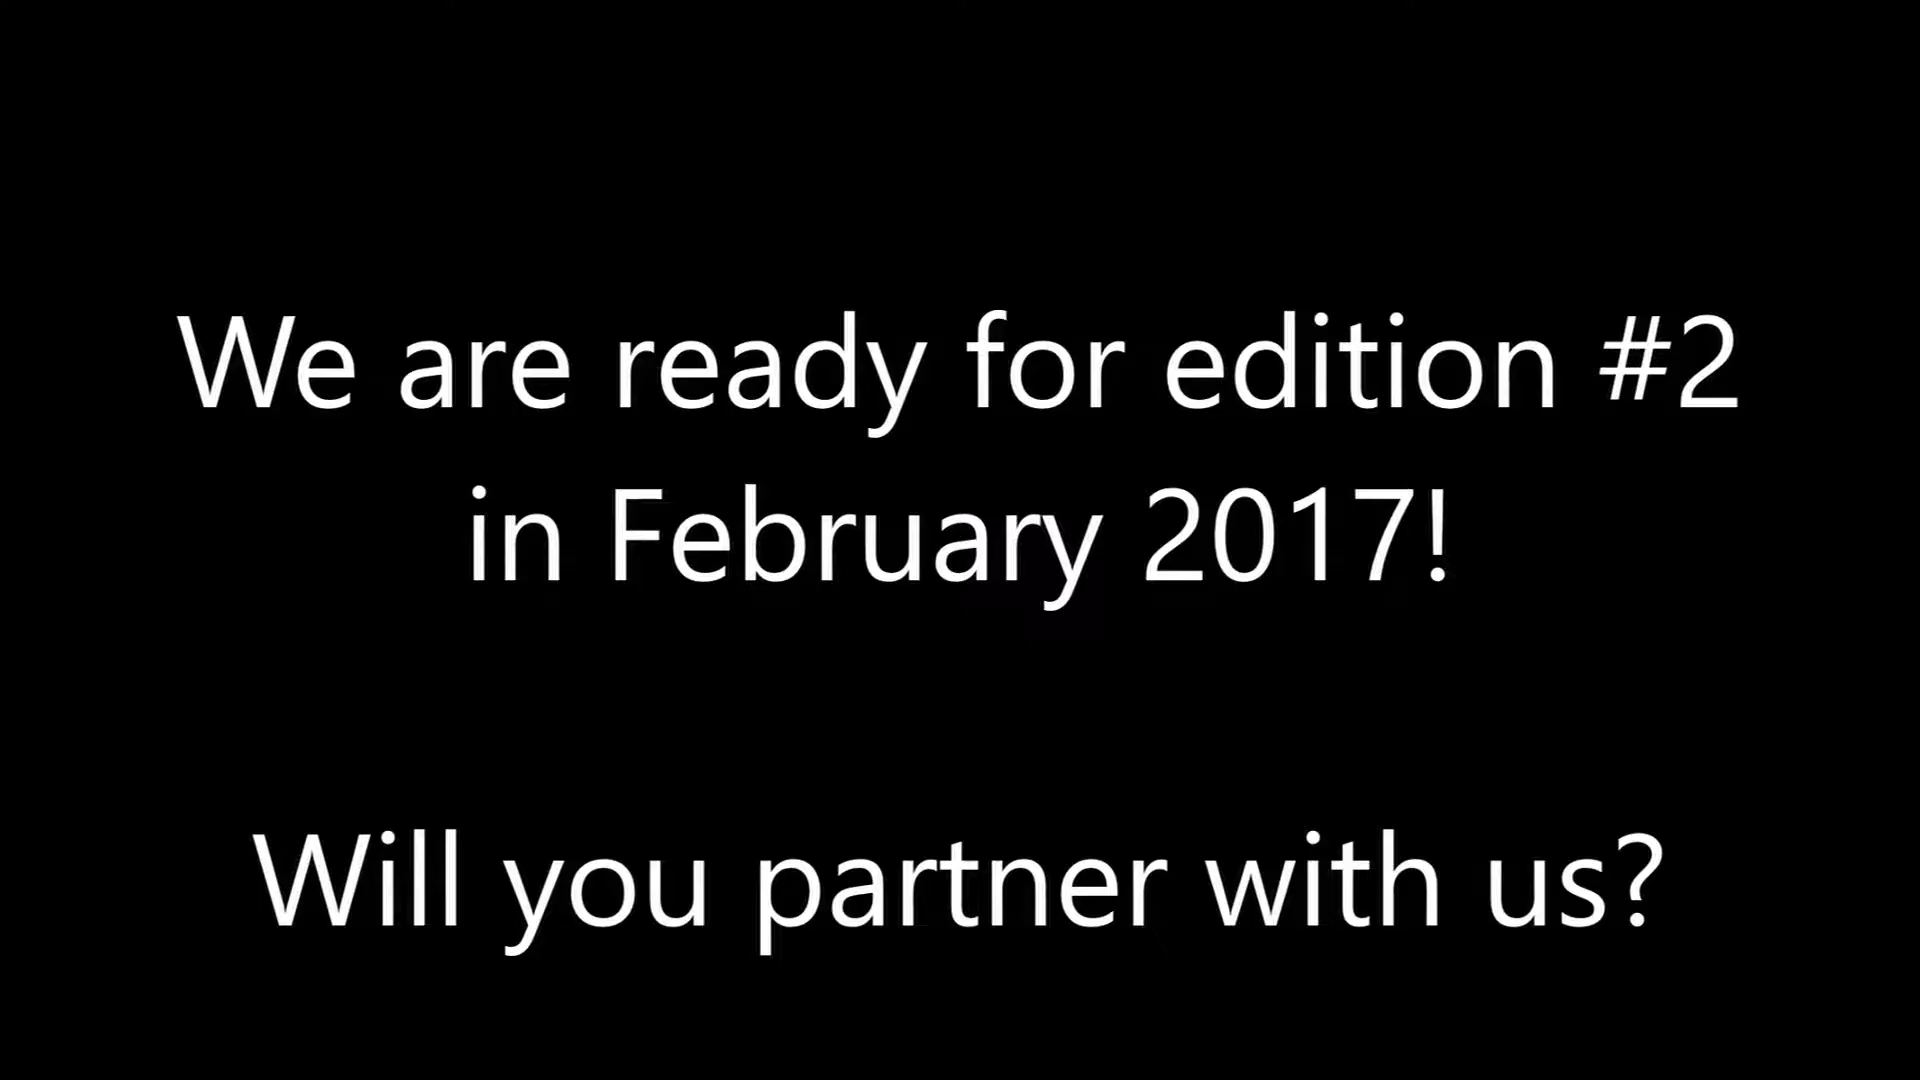 We are ready for edition #2
in February 2017!
Will you partner with us?